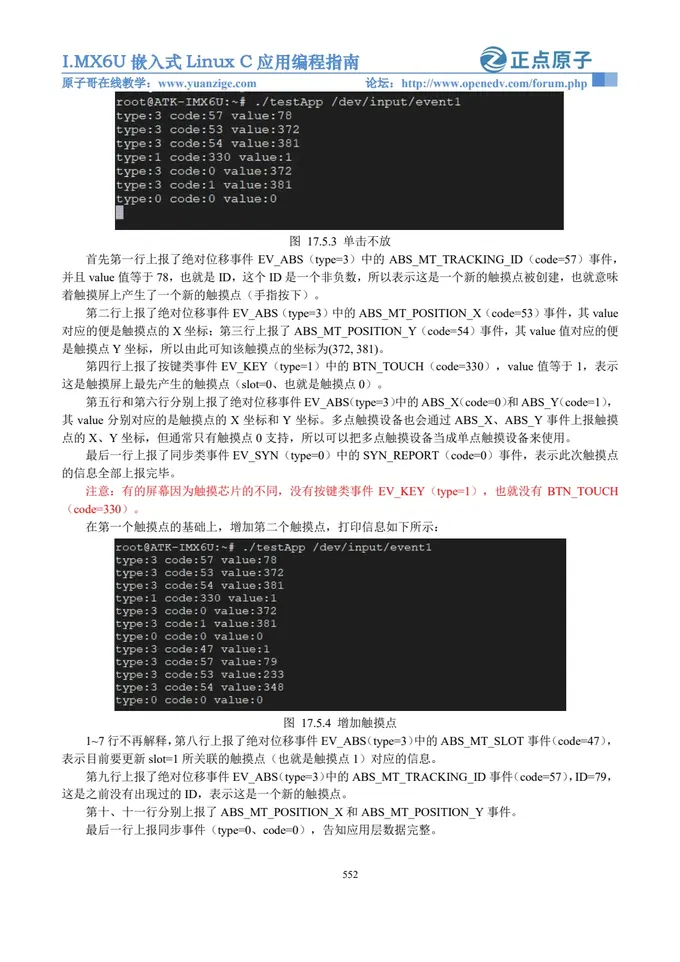 I.MX6U 嵌入式 Linux C 应用编程指南
正点原子
原子哥在线教学：www.yuanzige.com
论坛：http://www.openedv.com/forum.php
root@ATK-IMX6U:~# ./testApp /dev/input/event1
type:3 code:57 value:78
type:3 code:53 value:372
type:3 code:54 value:381
type:1 code:330 value:1
type:3 code:0 value:372
type:3 code:1 value:381
type:0 code:0 value:0
图 17.5.3 单击不放
首先第一行上报了绝对位移事件 EV_ABS（type=3）中的 ABS_MT_TRACKING_ID（code=57）事件，
并且 value 值等于 78，也就是 ID，这个 ID 是一个非负数，所以表示这是一个新的触摸点被创建，也就意味
着触摸屏上产生了一个新的触摸点（手指按下）。
第二行上报了绝对位移事件 EV_ABS（type=3）中的 ABS_MT_POSITION_X（code=53）事件，其 value
对应的便是触摸点的 X 坐标；第三行上报了 ABS_MT_POSITION_Y（code=54）事件，其 value 值对应的便
是触摸点 Y 坐标，所以由此可知该触摸点的坐标为(372, 381)。
第四行上报了按键类事件 EV_KEY（type=1）中的 BTN_TOUCH（code=330），value 值等于 1，表示
这是触摸屏上最先产生的触摸点（slot=0、也就是触摸点 0）。
第五行和第六行分别上报了绝对位移事件 EV_ABS（type=3）中的 ABS_X（code=0）和 ABS_Y（code=1），
其 value 分别对应的是触摸点的 X 坐标和 Y 坐标。多点触摸设备也会通过 ABS_X、ABS_Y 事件上报触摸
点的 X、Y 坐标，但通常只有触摸点 0 支持，所以可以把多点触摸设备当成单点触摸设备来使用。
最后一行上报了同步类事件 EV_SYN（type=0）中的 SYN_REPORT（code=0）事件，表示此次触摸点
的信息全部上报完毕。
注意：有的屏幕因为触摸芯片的不同，没有按键类事件 EV_KEY（type=1），也就没有 BTN_TOUCH
（code=330）。
在第一个触摸点的基础上，增加第二个触摸点，打印信息如下所示：
root@ATK-IMX6U:~# ./testApp /dev/input/event1
type:3 code:57 value:78
type:3 code:53 value:372
type:3 code:54 value:381
type:1 code:330 value:1
type:3 code:0 value:372
type:3 code:1 value:381
type:0 code:0 value:0
type:3 code:47 value:1
type:3 code:57 value:79
type:3 code:53 value:233
type:3 code:54 value:348
type:0 code:0 value:0
图 17.5.4 增加触摸点
1~7 行不再解释，第八行上报了绝对位移事件 EV_ABS（type=3）中的 ABS_MT_SLOT 事件（code=47），
表示目前要更新 slot=1 所关联的触摸点（也就是触摸点 1）对应的信息。
第九行上报了绝对位移事件 EV_ABS（type=3）中的 ABS_MT_TRACKING_ID 事件（code=57），ID=79，
这是之前没有出现过的 ID，表示这是一个新的触摸点。
第十、十一行分别上报了 ABS_MT_POSITION_X 和 ABS_MT_POSITION_Y 事件。
最后一行上报同步事件（type=0、code=0），告知应用层数据完整。
552